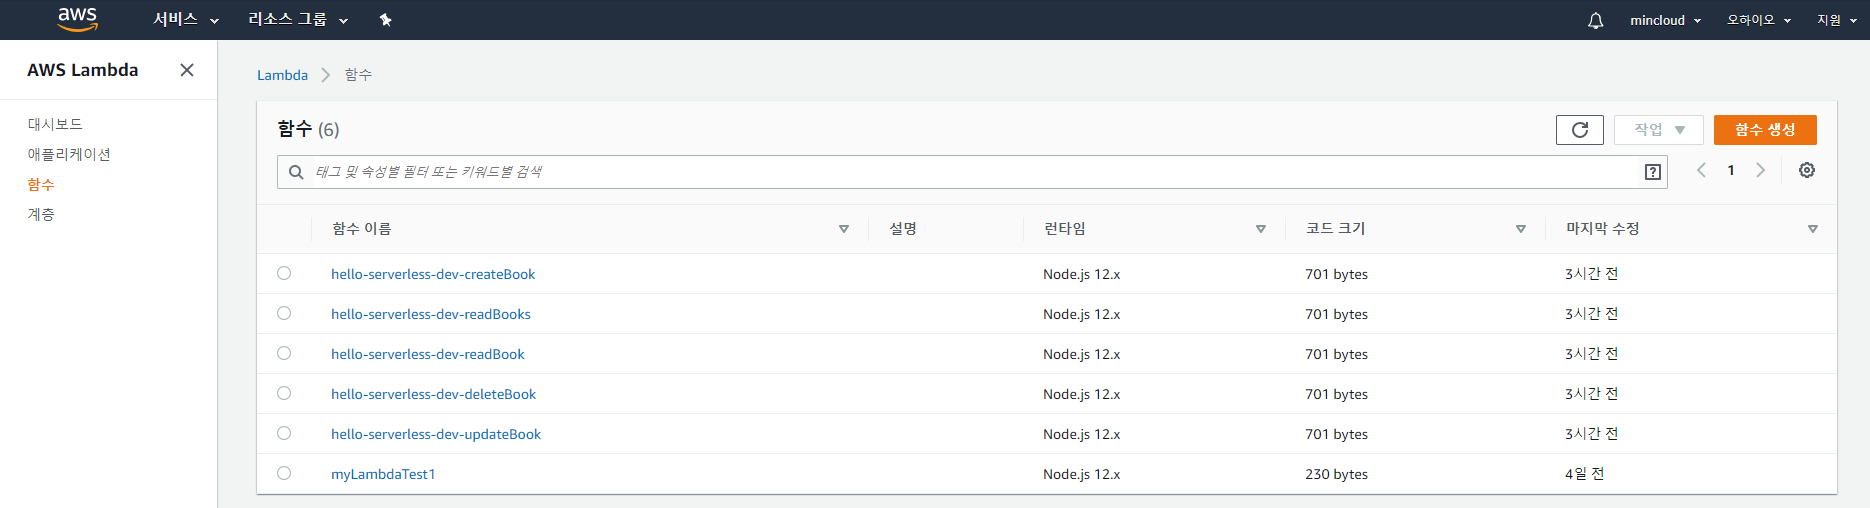 aws 서비스 리소스 그룹 mincloud 오하이오 지원
AWS Lambda
대시보드
애플리케이션
함수
계층
Lambda > 함수
함수 (6) 작업 함수 생성
태그 및 속성별 필터 또는 키워드별 검색 ? < 1 >
함수 이름 설명 런타임 코드 크기 마지막 수정
hello-serverless-dev-createBook Node.js 12.x 701 bytes 3시간 전
hello-serverless-dev-readBooks Node.js 12.x 701 bytes 3시간 전
hello-serverless-dev-readBook Node.js 12.x 701 bytes 3시간 전
hello-serverless-dev-deleteBook Node.js 12.x 701 bytes 3시간 전
hello-serverless-dev-updateBook Node.js 12.x 701 bytes 3시간 전
myLambdaTest1 Node.js 12.x 230 bytes 4일 전